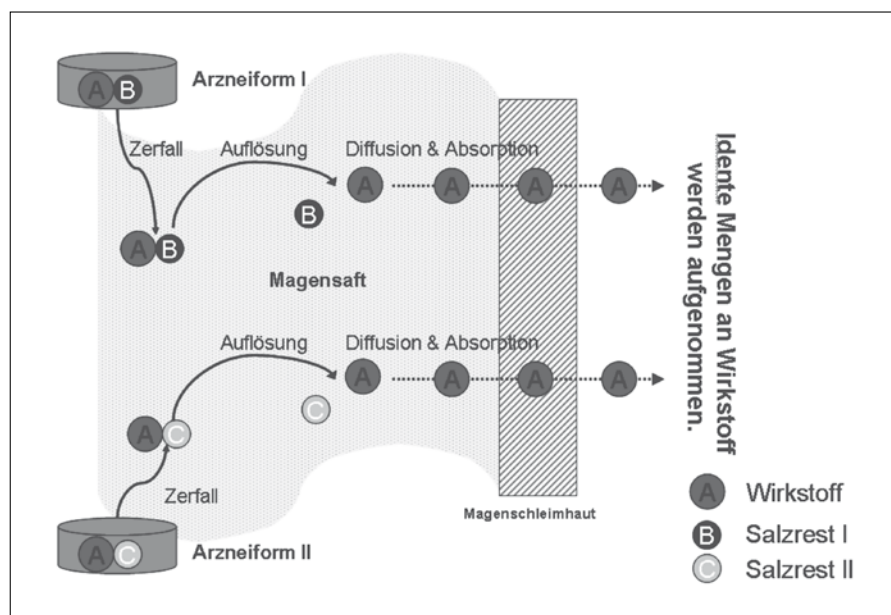 A B
Arzneiform I
Zerfall
Auflösung
Diffusion & Absorption
A A A A
B
A B
Magensaft
Auflösung
Diffusion & Absorption
A A A A
C
A C
Zerfall
A C
Arzneiform II
Magenschleimhaut
Idente Mengen an Wirkstoff
werden aufgenommen.
A Wirkstoff
B Salzrest I
C Salzrest II